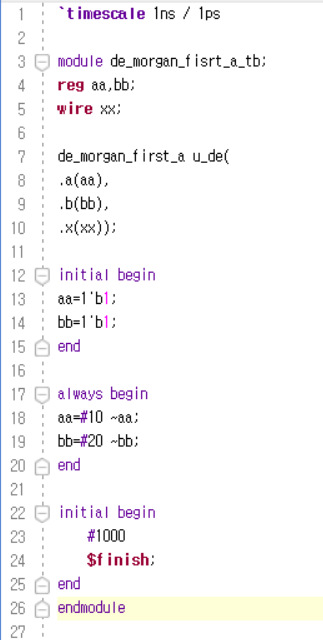 1 `timescale 1ns / 1ps
2
3 module de_morgan_fisrt_a_tb;
4 reg aa,bb;
5 wire xx;
6
7 de_morgan_first_a u_de(
8 .a(aa),
9 .b(bb),
10 .x(xx));
11
12 initial begin
13 aa=1'b1;
14 bb=1'b1;
15 end
16
17 always begin
18 aa=#10 ~aa;
19 bb=#20 ~bb;
20 end
21
22 initial begin
23 #1000
24 $finish;
25 end
26 endmodule
27